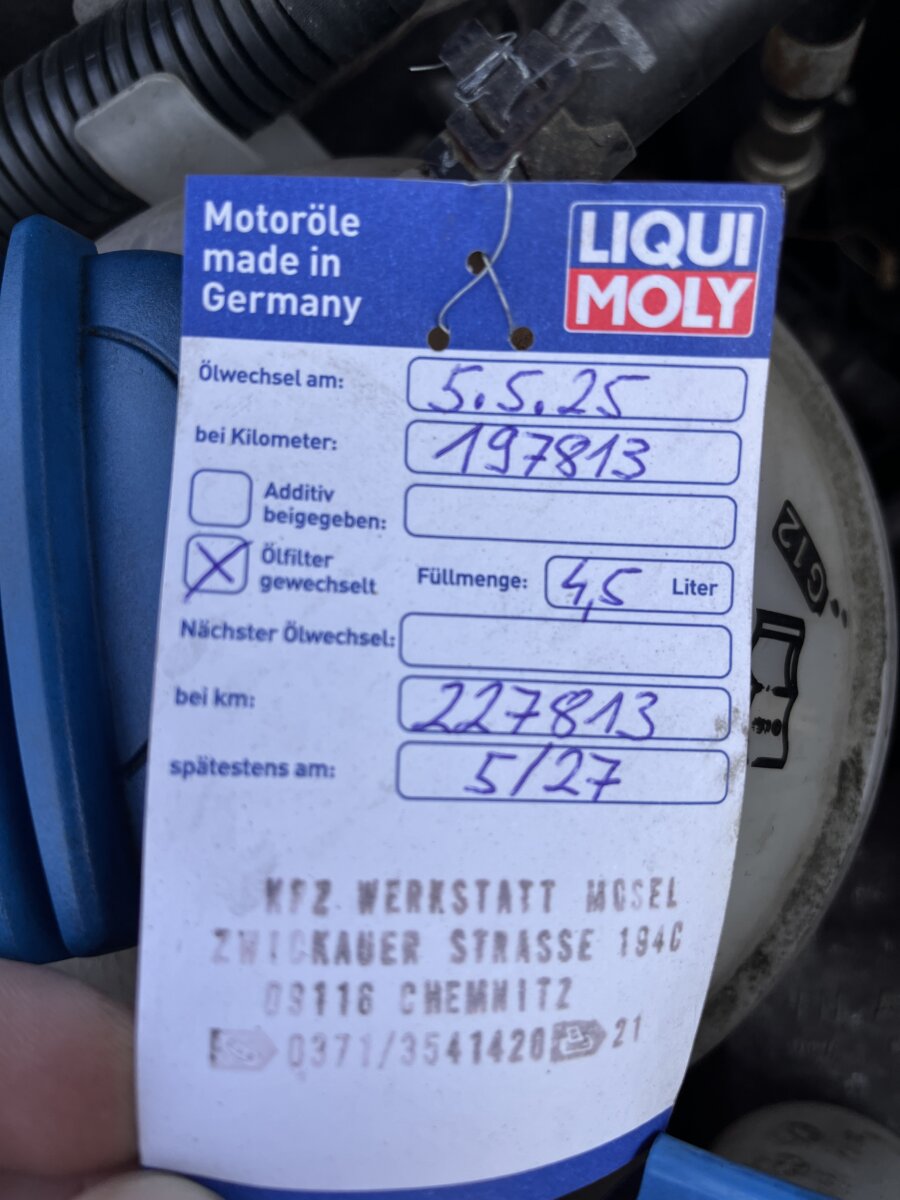 Motoröle
made in
Germany
LIQUI
MOLY
Ölwechsel am: 5.5.25
bei Kilometer: 197813
Additiv
beigegeben:
Ölfilter
gewechselt
Füllmenge: 4,5 Liter
Nächster Ölwechsel:
bei km: 227813
spätestens am: 5/27
KFZ WERKSTATT MOSEL
ZWICKAUER STRASSE 194C
09116 CHEMNITZ
0371/3541420 21
G 12